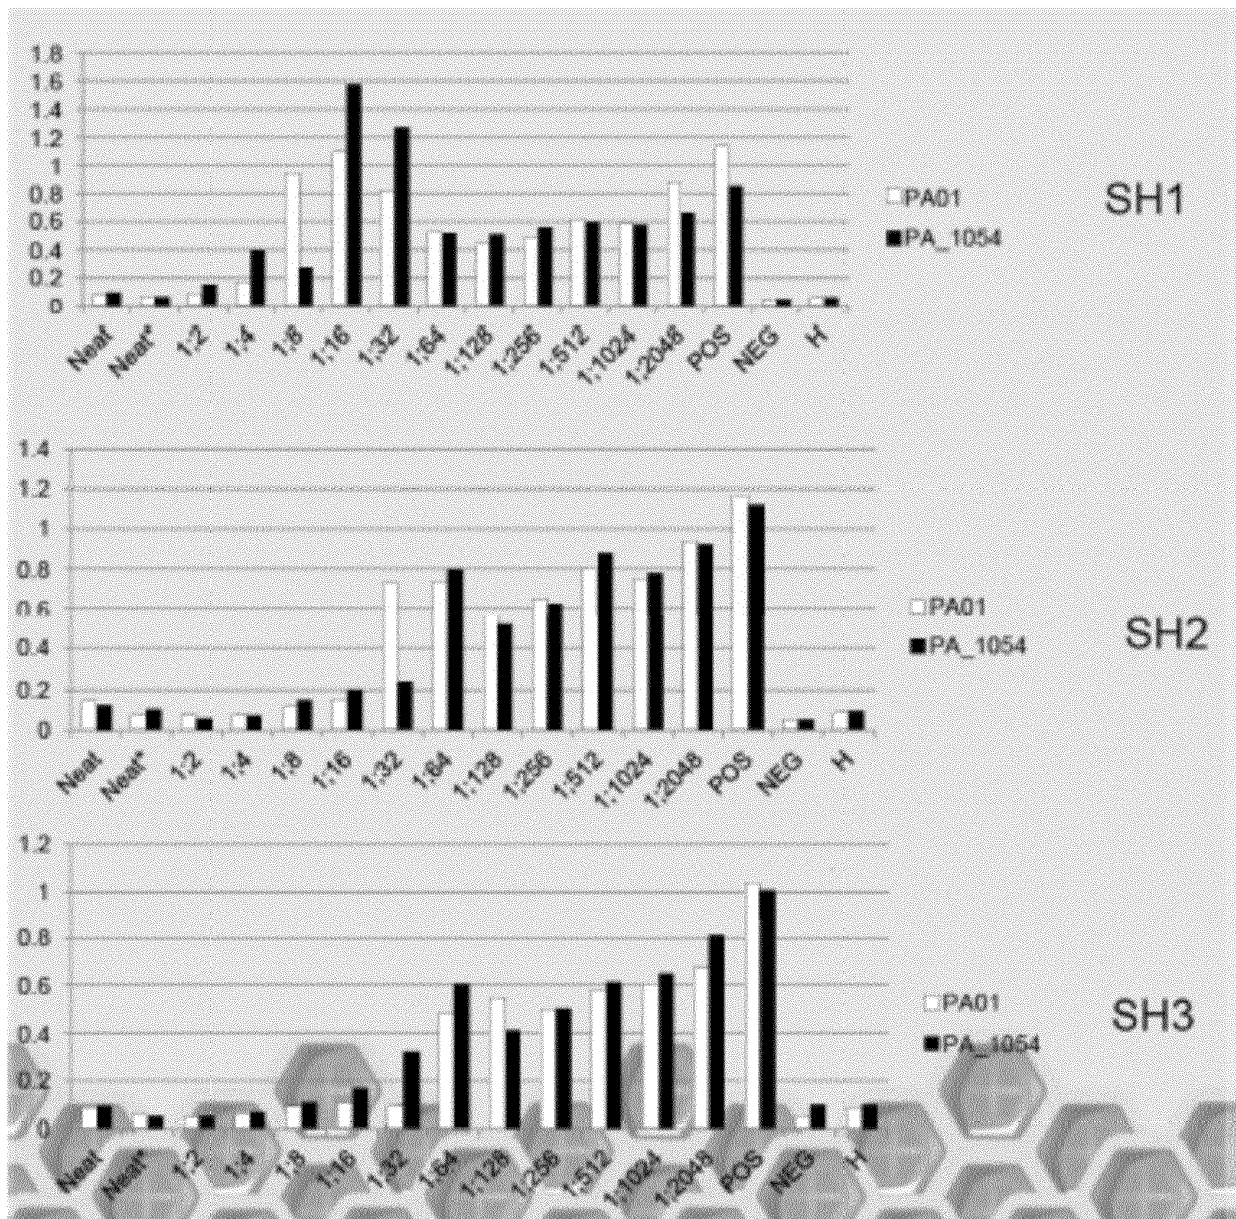 1.8
1.6
1.4
1.2
1
0.8
0.6
0.4
0.2
0
Neat Neat* 1;2 1;4 1;8 1;16 1;32 1;64 1;128 1;256 1;512 1;1024 1;2048 POS NEG H
PA01
PA_1054
SH1
1.4
1.2
1
0.8
0.6
0.4
0.2
0
Neat Neat* 1;2 1;4 1;8 1;16 1;32 1;64 1;128 1;256 1;512 1;1024 1;2048 POS NEG H
PA01
PA_1054
SH2
1.2
1
0.8
0.6
0.4
0.2
0
Neat Neat* 1;2 1;4 1;8 1;16 1;32 1;64 1;128 1;256 1;512 1;1024 1;2048 POS NEG H
PA01
PA_1054
SH3